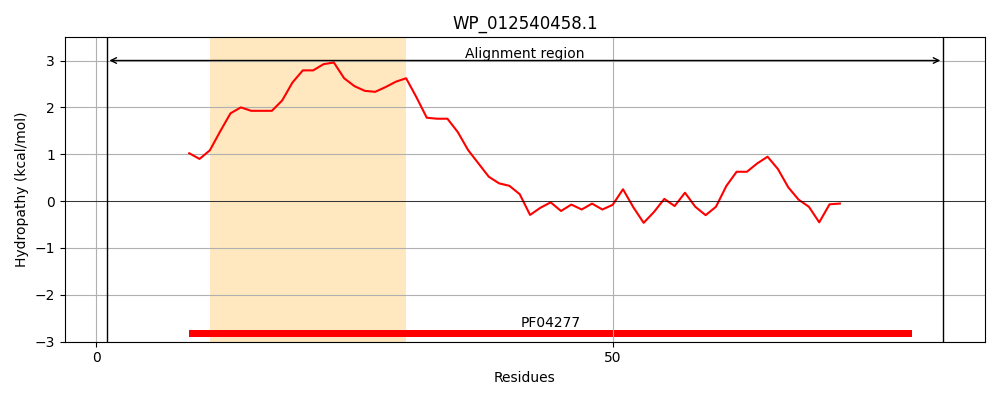 WP_012540458.1
Alignment region
Hydropathy (kcal/mol)
3
2
1
0
−1
−2
−3
PF04277
0
50
Residues